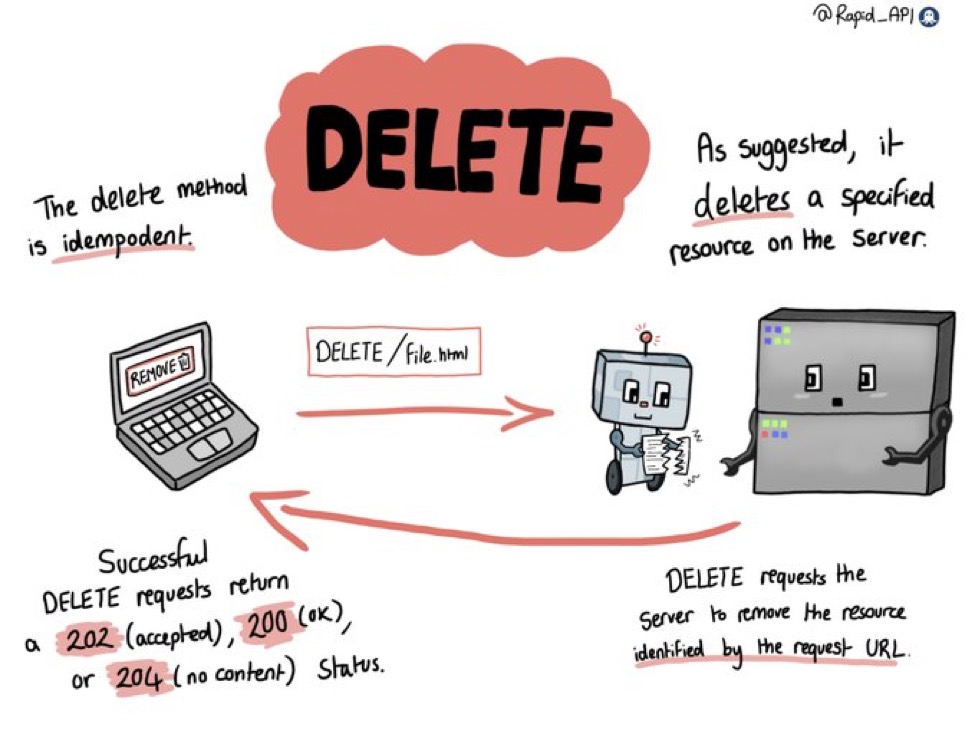 @Rapid_API
DELETE
The delete method
is idempodent.
As suggested, it
deletes a specified
resource on the server.
REMOVE
DELETE/file.html
Successful
DELETE requests return
a 202 (accepted), 200 (OK),
or 204 (no content) status.
DELETE requests the
server to remove the resource
identified by the request URL.